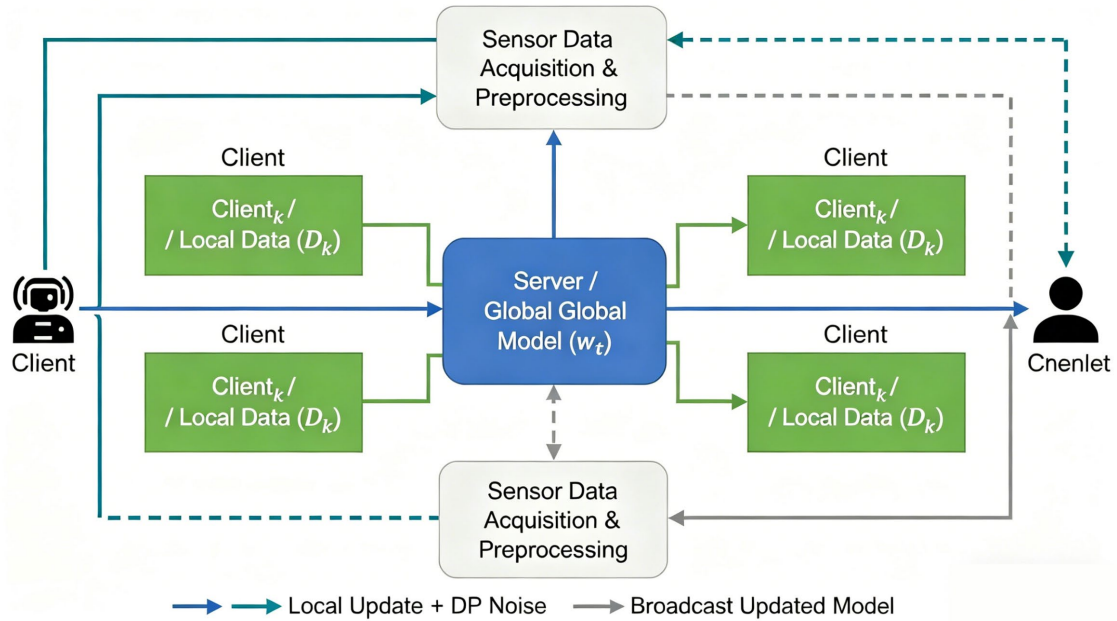 Sensor Data
Acquisition &
Preprocessing
Client
Client
Clientₖ /
/ Local Data (Dₖ)
Clientₖ /
/ Local Data (Dₖ)
Server /
Global Global
Model (wₜ)
Client
Cnenlet
Client
Client
Clientₖ /
/ Local Data (Dₖ)
Clientₖ /
/ Local Data (Dₖ)
Sensor Data
Acquisition &
Preprocessing
Local Update + DP Noise
Broadcast Updated Model